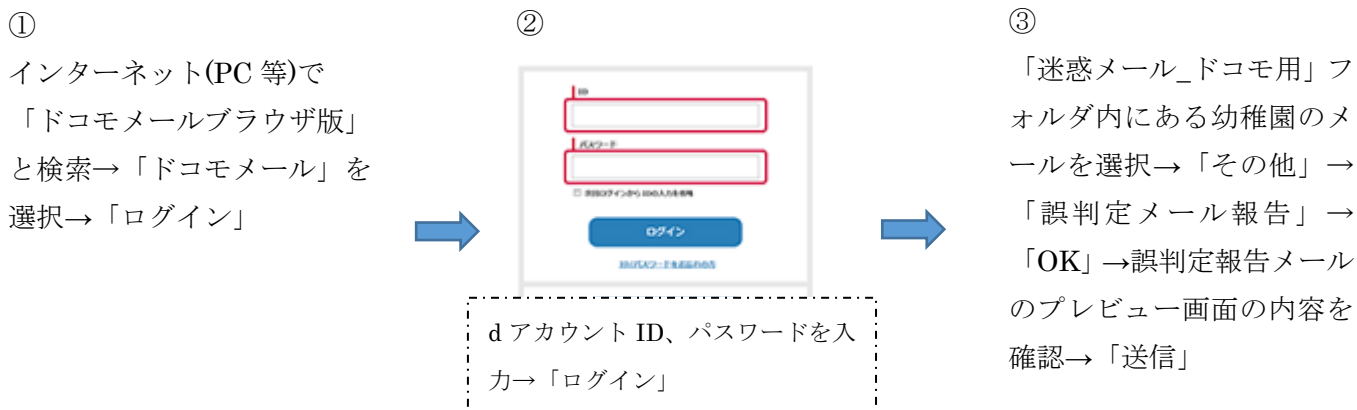 ①
インターネット(PC 等)で
「ドコモメールブラウザ版」
と検索→「ドコモメール」を
選択→「ログイン」
②
ID
パスワード
ログイン
d アカウント ID、パスワードを入
力→「ログイン」
③
「迷惑メール_ドコモ用」フ
ォルダ内にある幼稚園のメ
ールを選択→「その他」→
「誤判定メール報告」→
「OK」→誤判定報告メール
のプレビュー画面の内容を
確認→「送信」